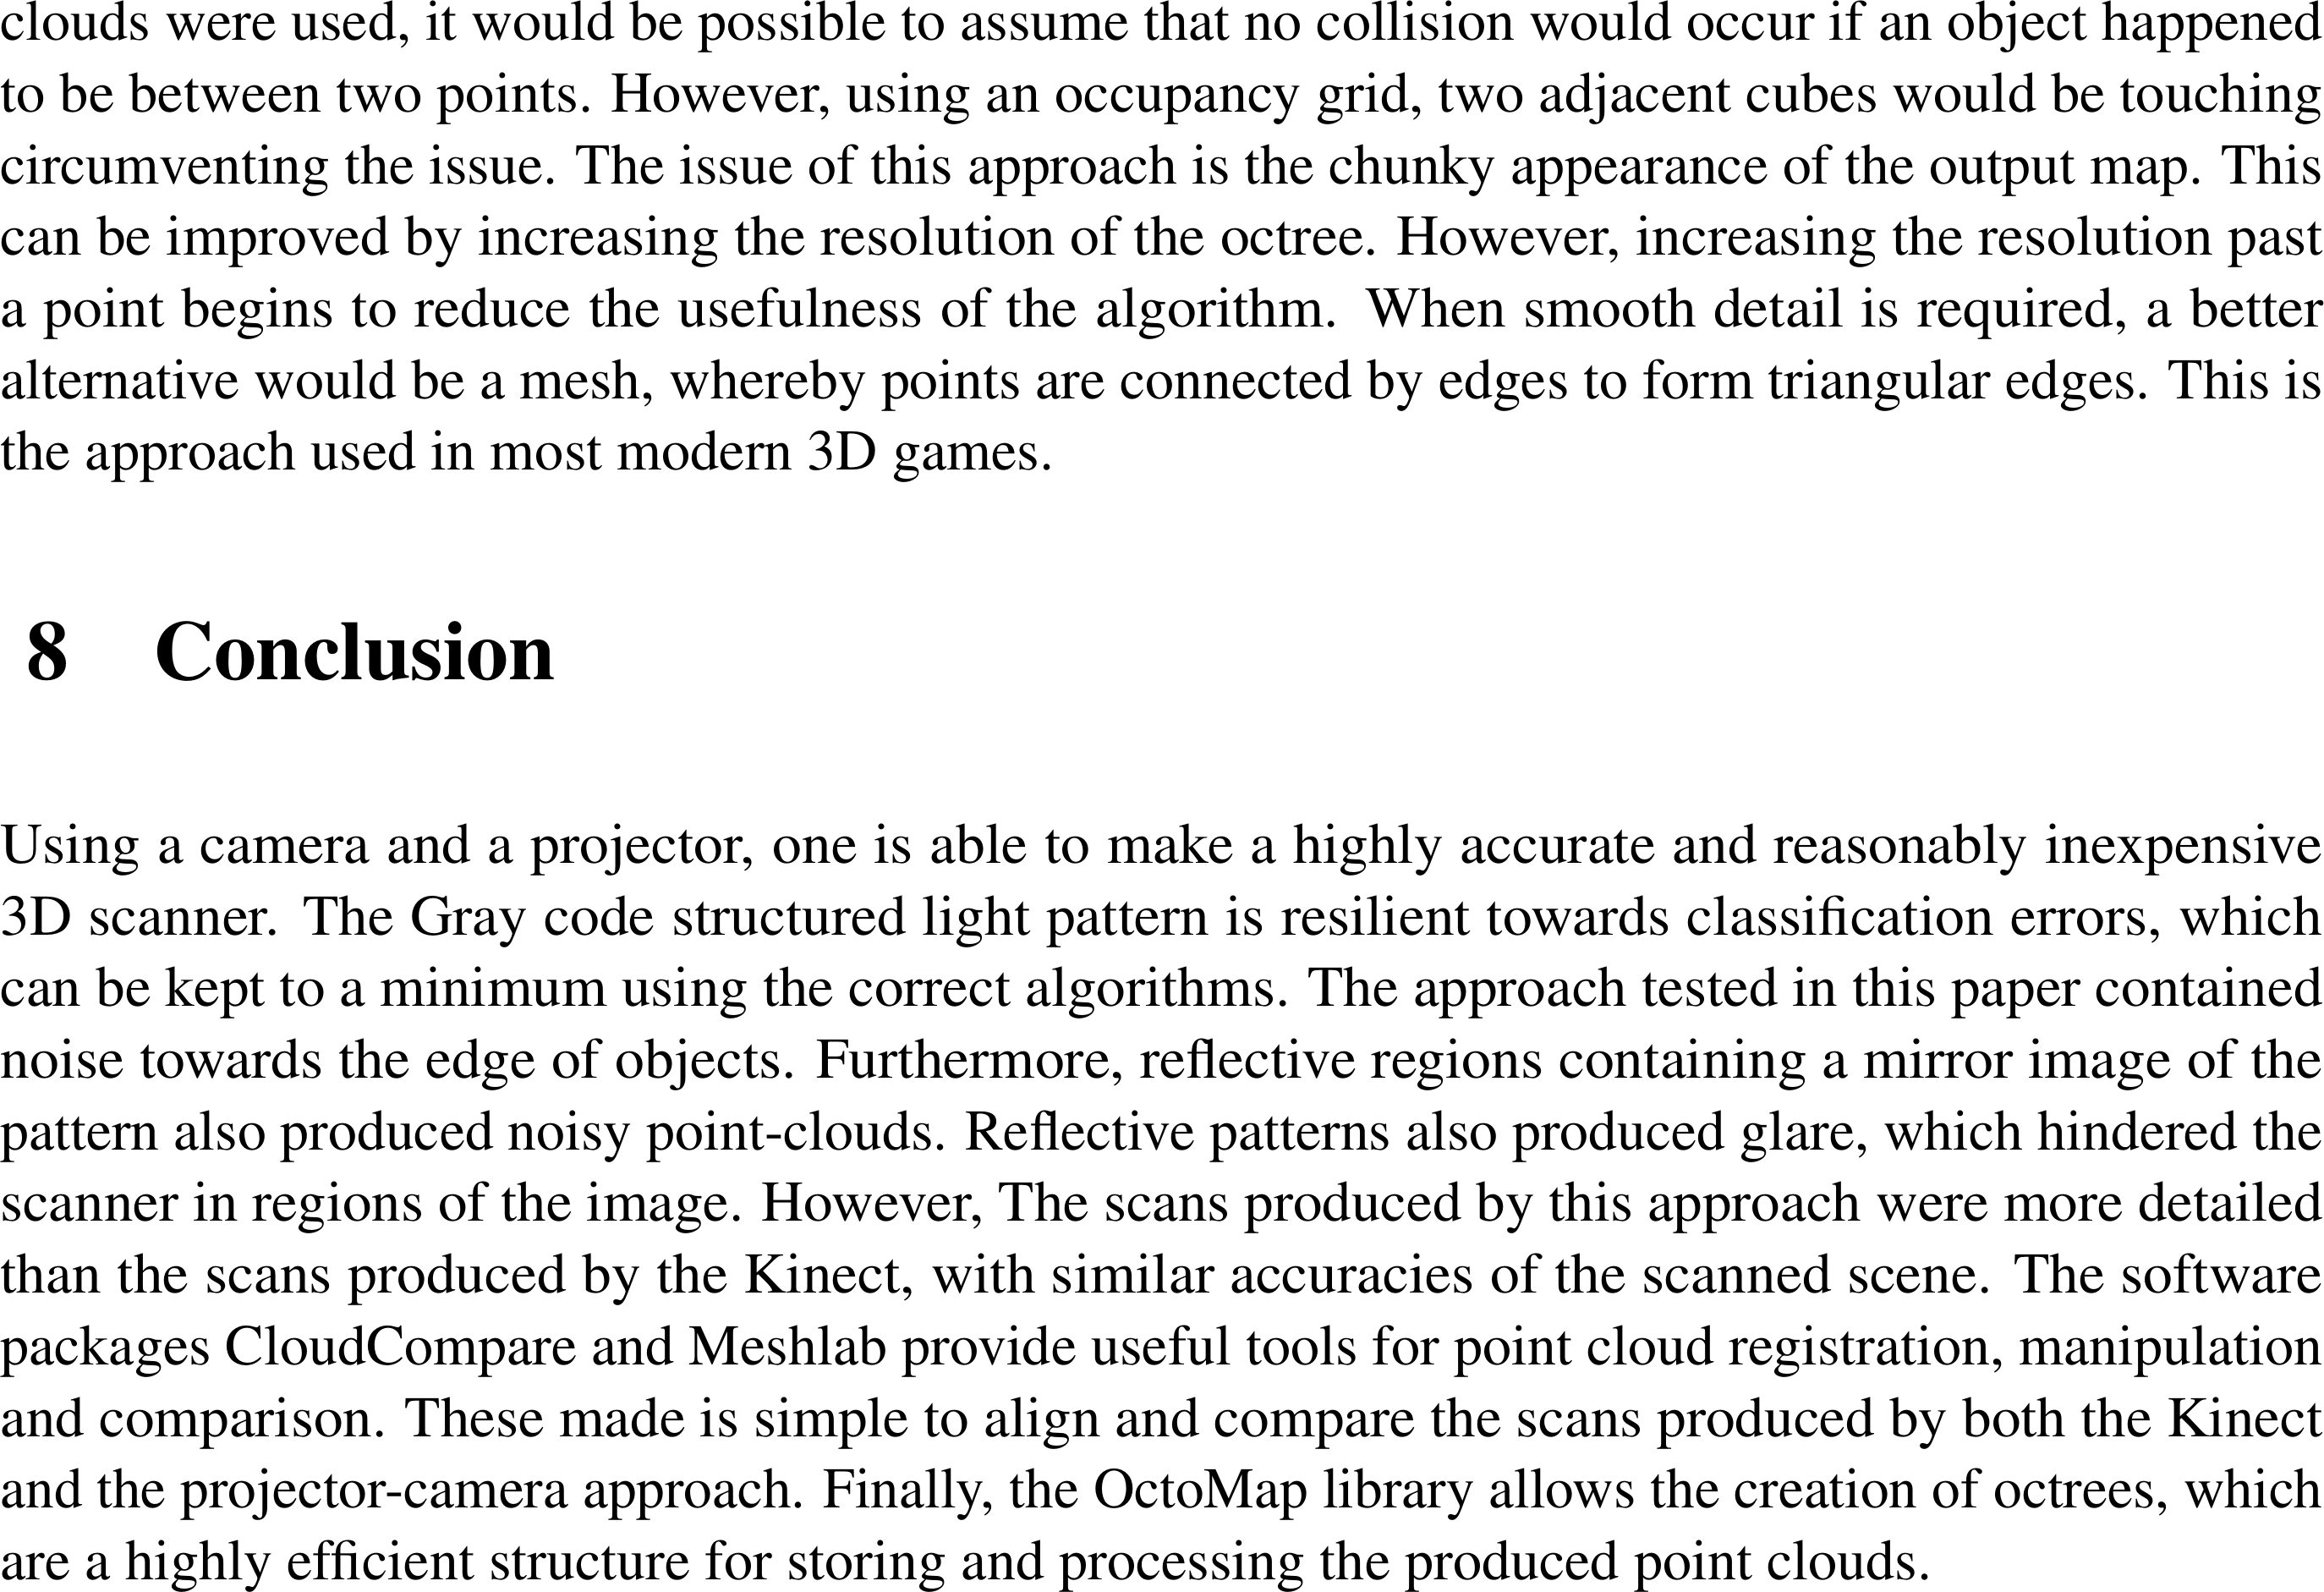 clouds were used, it would be possible to assume that no collision would occur if an object happened
to be between two points. However, using an occupancy grid, two adjacent cubes would be touching
circumventing the issue. The issue of this approach is the chunky appearance of the output map. This
can be improved by increasing the resolution of the octree. However, increasing the resolution past
a point begins to reduce the usefulness of the algorithm. When smooth detail is required, a better
alternative would be a mesh, whereby points are connected by edges to form triangular edges. This is
the approach used in most modern 3D games.
8 Conclusion
Using a camera and a projector, one is able to make a highly accurate and reasonably inexpensive
3D scanner. The Gray code structured light pattern is resilient towards classification errors, which
can be kept to a minimum using the correct algorithms. The approach tested in this paper contained
noise towards the edge of objects. Furthermore, reflective regions containing a mirror image of the
pattern also produced noisy point-clouds. Reflective patterns also produced glare, which hindered the
scanner in regions of the image. However, The scans produced by this approach were more detailed
than the scans produced by the Kinect, with similar accuracies of the scanned scene. The software
packages CloudCompare and Meshlab provide useful tools for point cloud registration, manipulation
and comparison. These made is simple to align and compare the scans produced by both the Kinect
and the projector-camera approach. Finally, the OctoMap library allows the creation of octrees, which
are a highly efficient structure for storing and processing the produced point clouds.